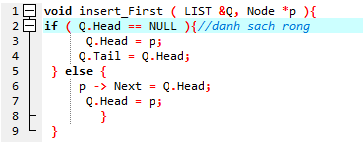 1 void insert_First ( LIST &Q, Node *p ){
2 if ( Q.Head == NULL ){//danh sach rong
3 Q.Head = p;
4 Q.Tail = Q.Head;
5 } else {
6 p -> Next = Q.Head;
7 Q.Head = p;
8 }
9 }